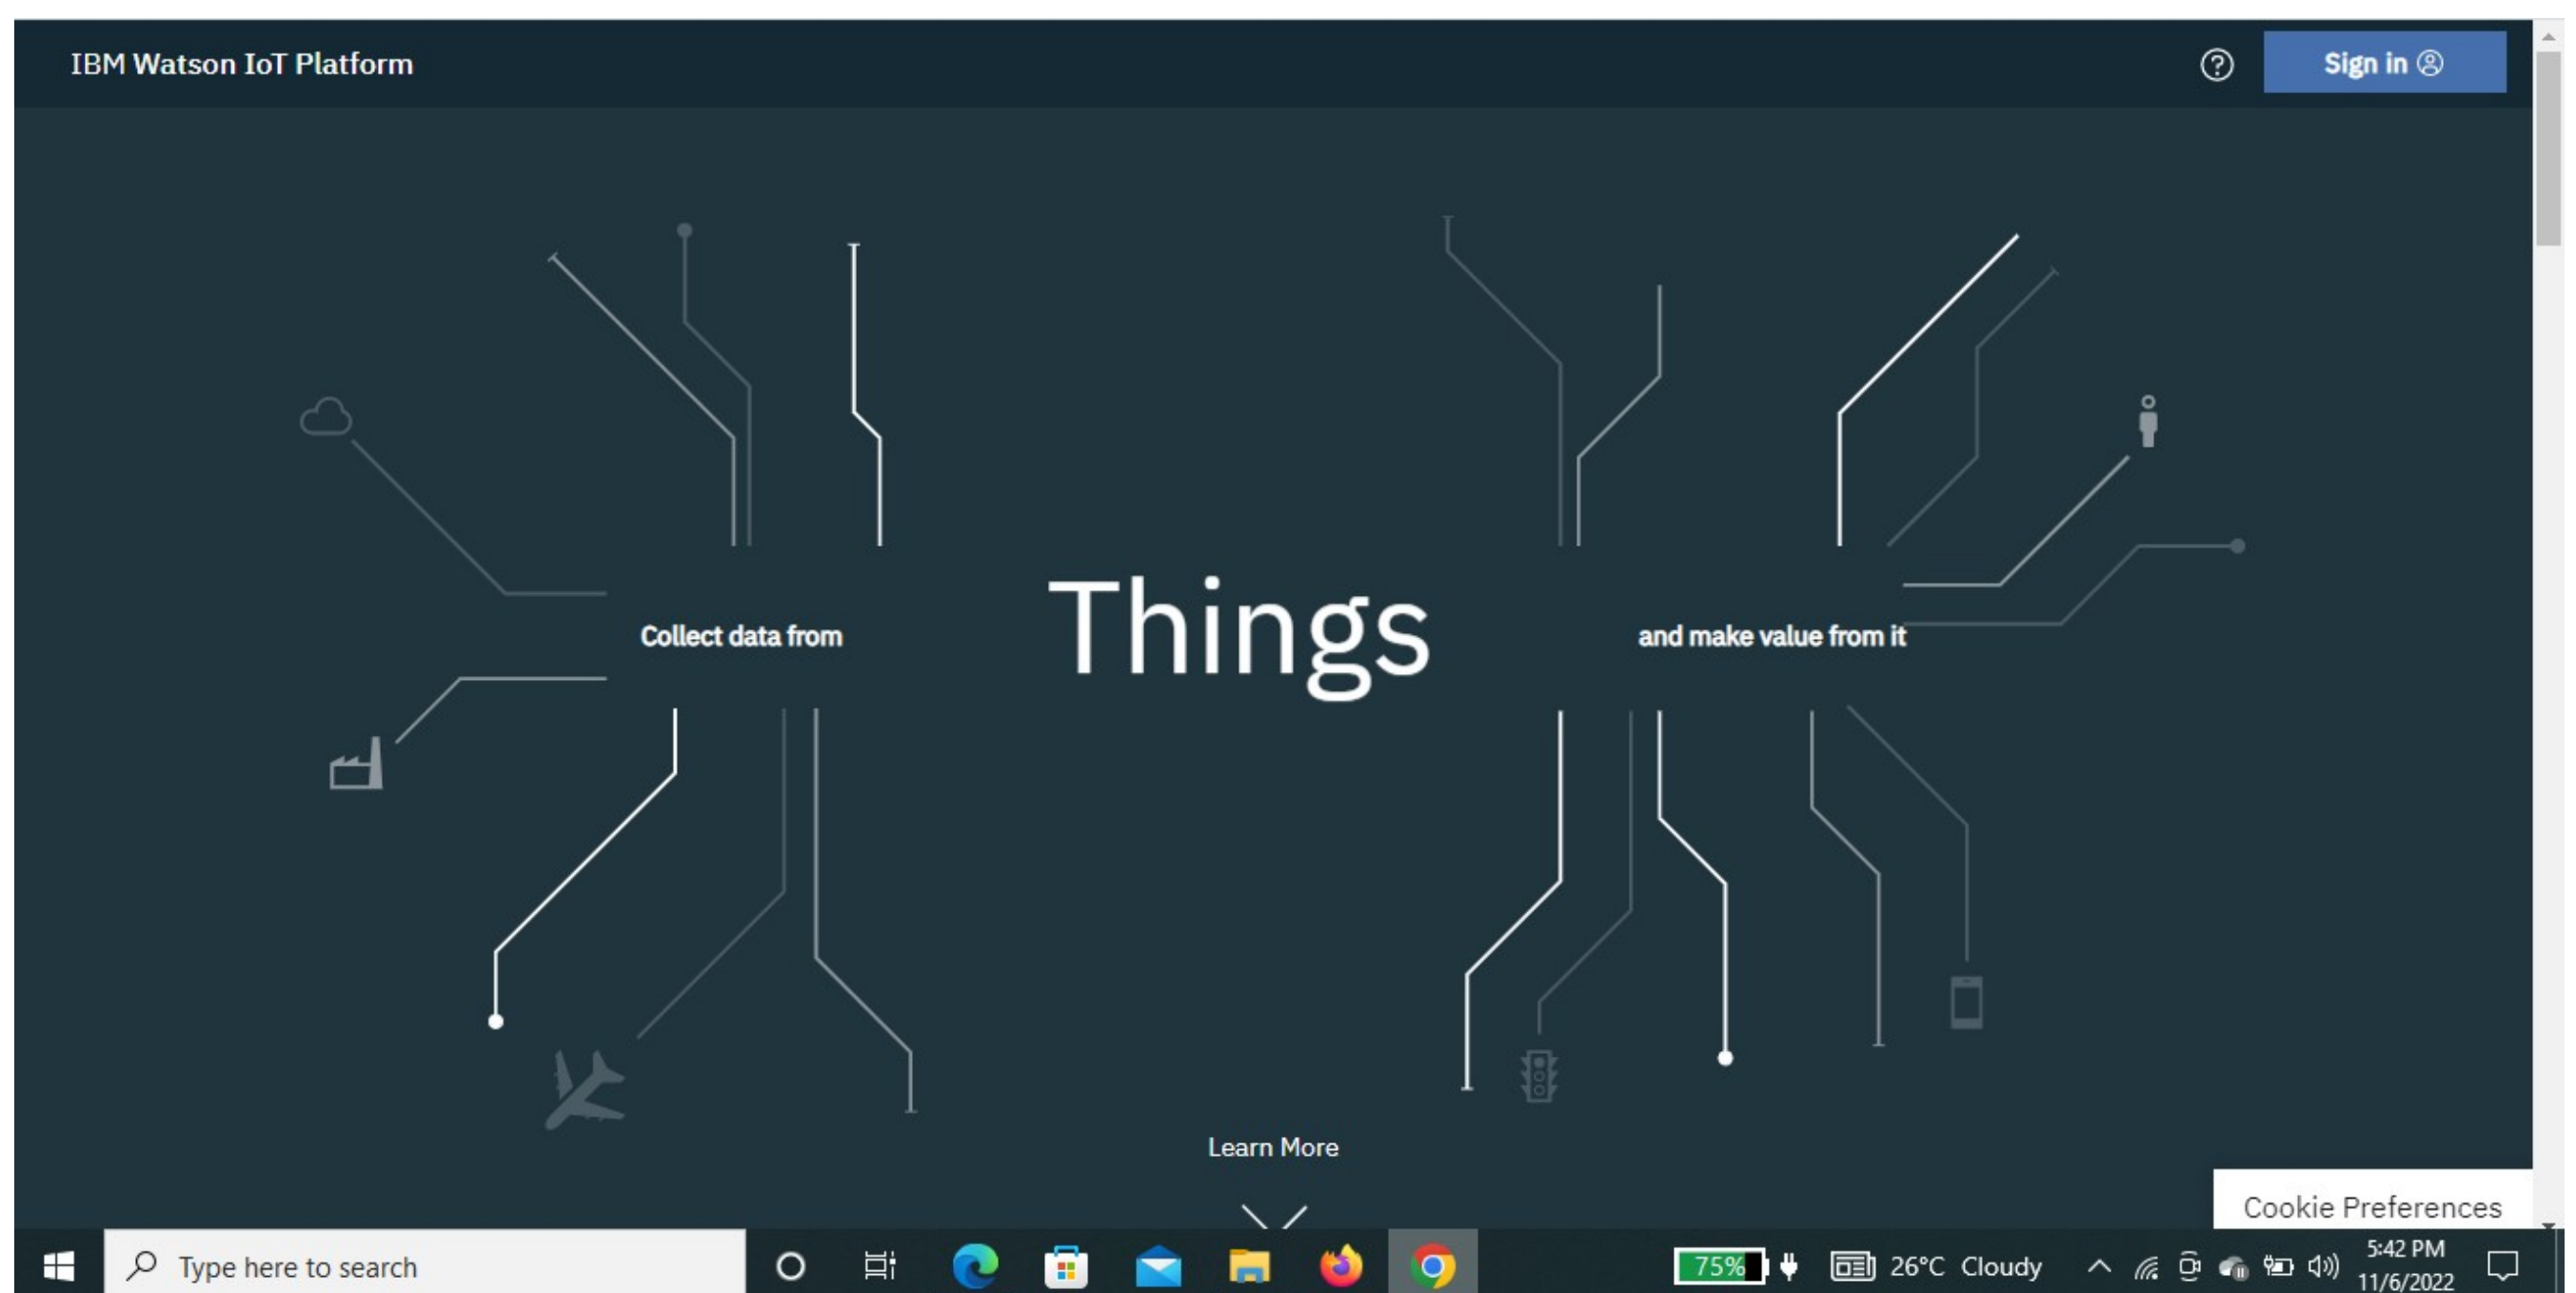 IBM Watson IoT Platform
Sign in
Collect data from
Things
and make value from it
Learn More
Cookie Preferences
Type here to search
75%
26°C Cloudy
5:42 PM
11/6/2022